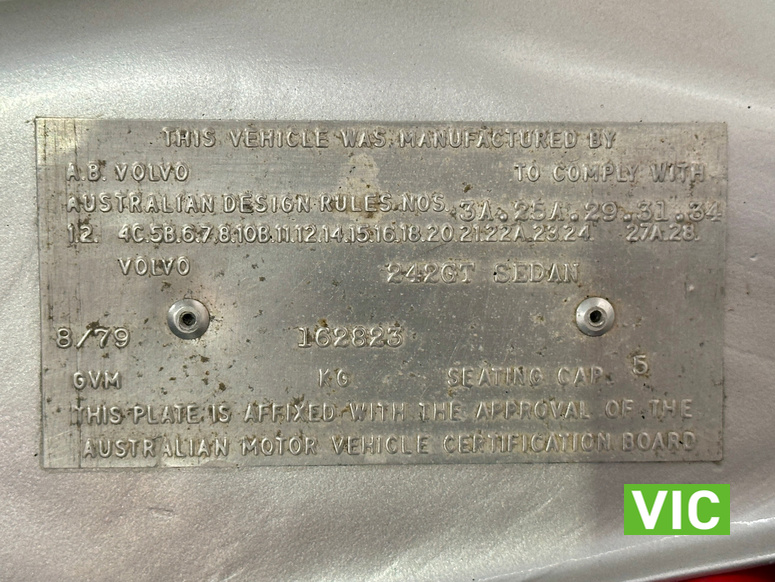 THIS VEHICLE WAS MANUFACTURED BY
A.B. VOLVO TO COMPLY WITH
AUSTRALIAN DESIGN RULES. NOS. 3A.25A.29.31.34
1.2. 4C.5B.6.7.8.10B.11.12.14.15.16.18.20.21.22A.23.24. 27A.28.
VOLVO 242GT SEDAN
8/79 162823
GVM KG SEATING CAP. 5
THIS PLATE IS AFFIXED WITH THE APPROVAL OF THE
AUSTRALIAN MOTOR VEHICLE CERTIFICATION BOARD
VIC